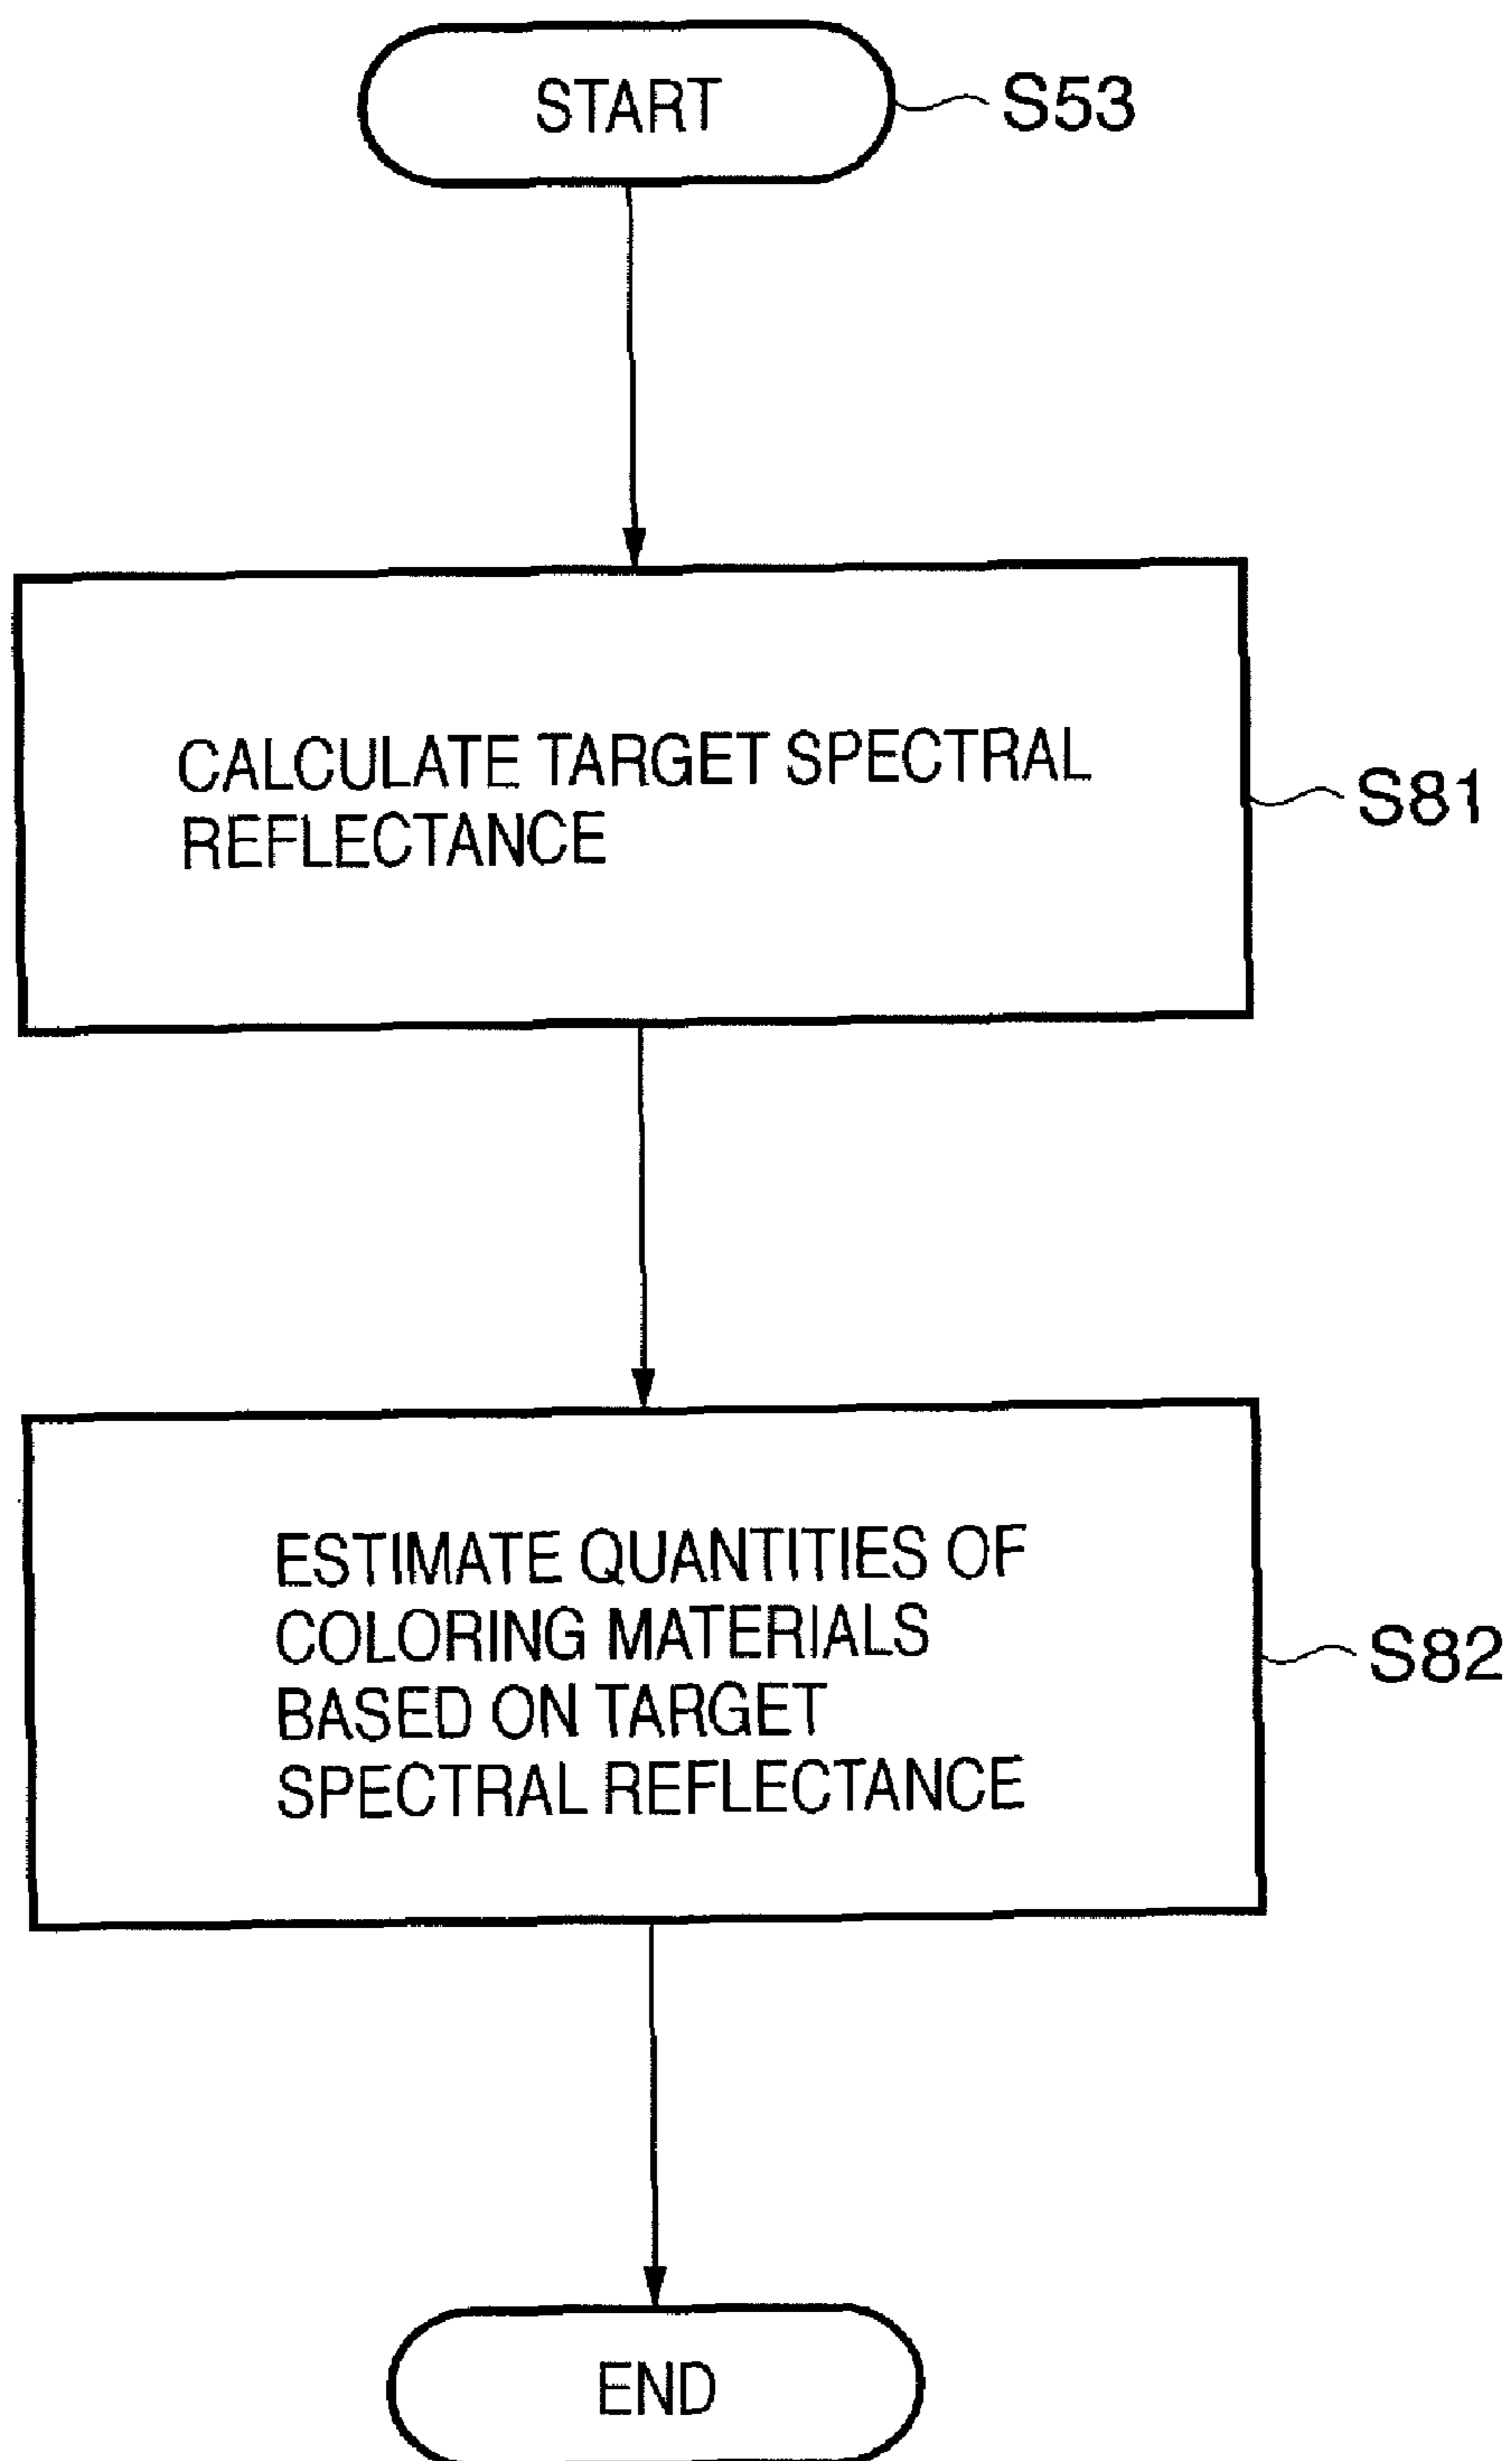 START
S53
CALCULATE TARGET SPECTRAL
REFLECTANCE
S81
ESTIMATE QUANTITIES OF
COLORING MATERIALS
BASED ON TARGET
SPECTRAL REFLECTANCE
S82
END